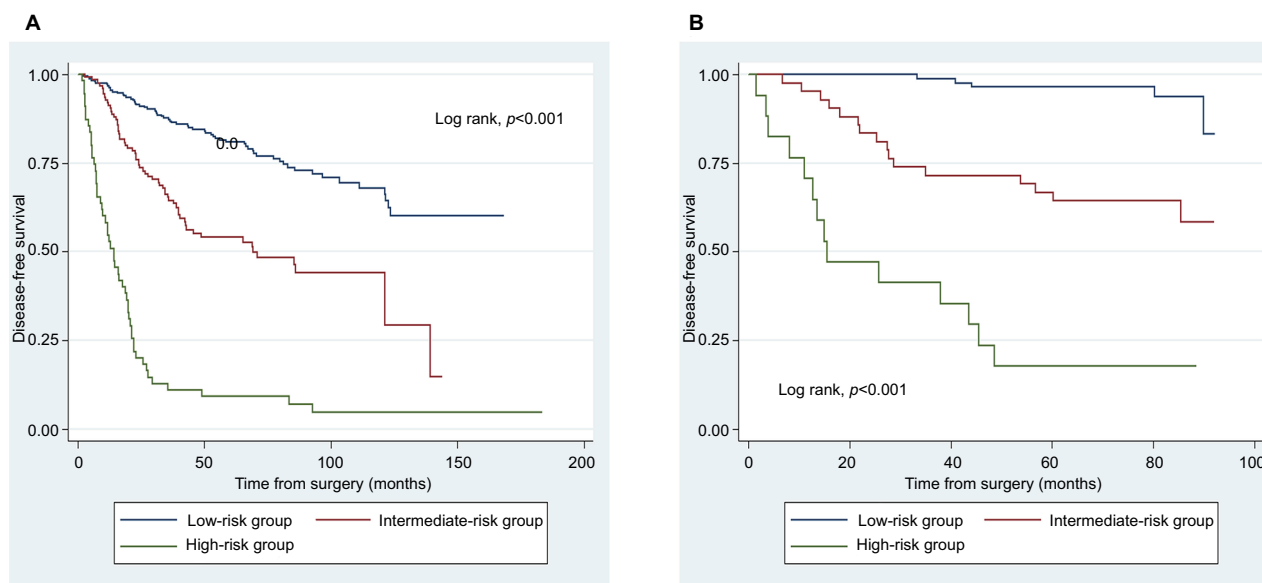 A
1.00
0.75
0.50
0.25
0.00
Disease-free survival
0.0
Log rank, p<0.001
0 50 100 150 200
Time from surgery (months)
Low-risk group Intermediate-risk group
High-risk group
B
1.00
0.75
0.50
0.25
0.00
Disease-free survival
Log rank, p<0.001
0 20 40 60 80 100
Time from surgery (months)
Low-risk group Intermediate-risk group
High-risk group